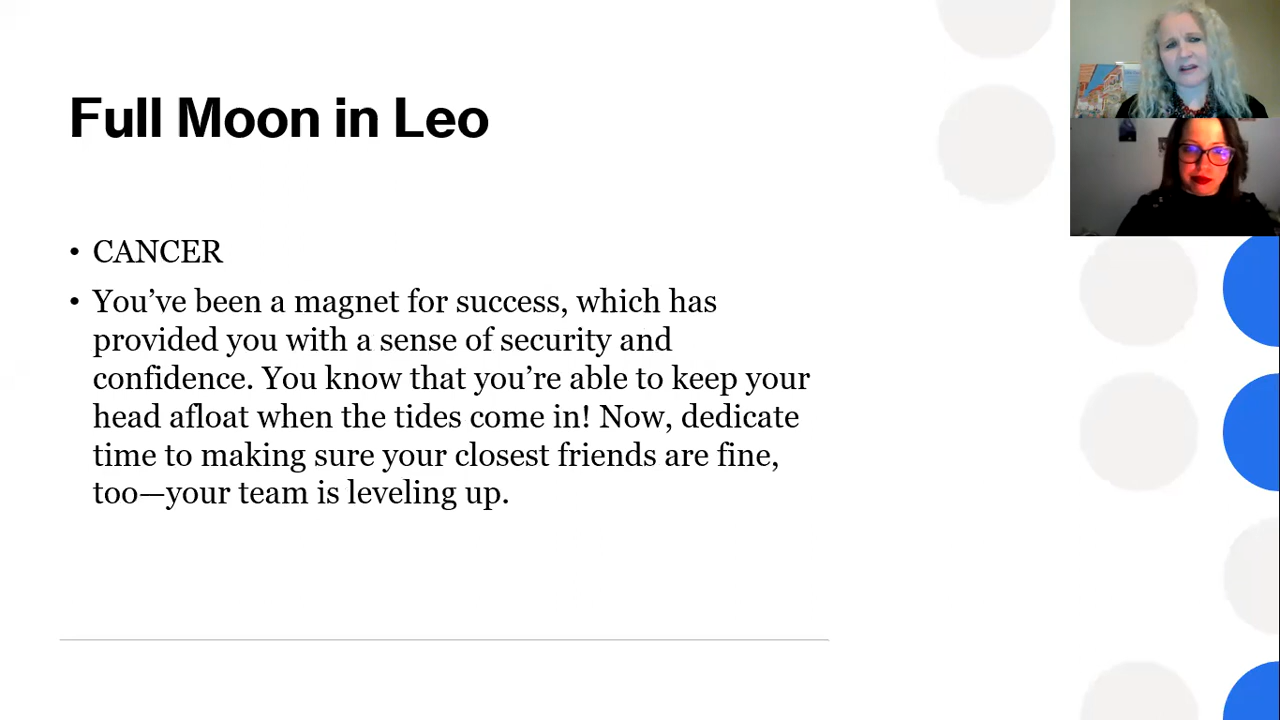 Full Moon in Leo
• CANCER
• You’ve been a magnet for success, which has
provided you with a sense of security and
confidence. You know that you’re able to keep your
head afloat when the tides come in! Now, dedicate
time to making sure your closest friends are fine,
too—your team is leveling up.